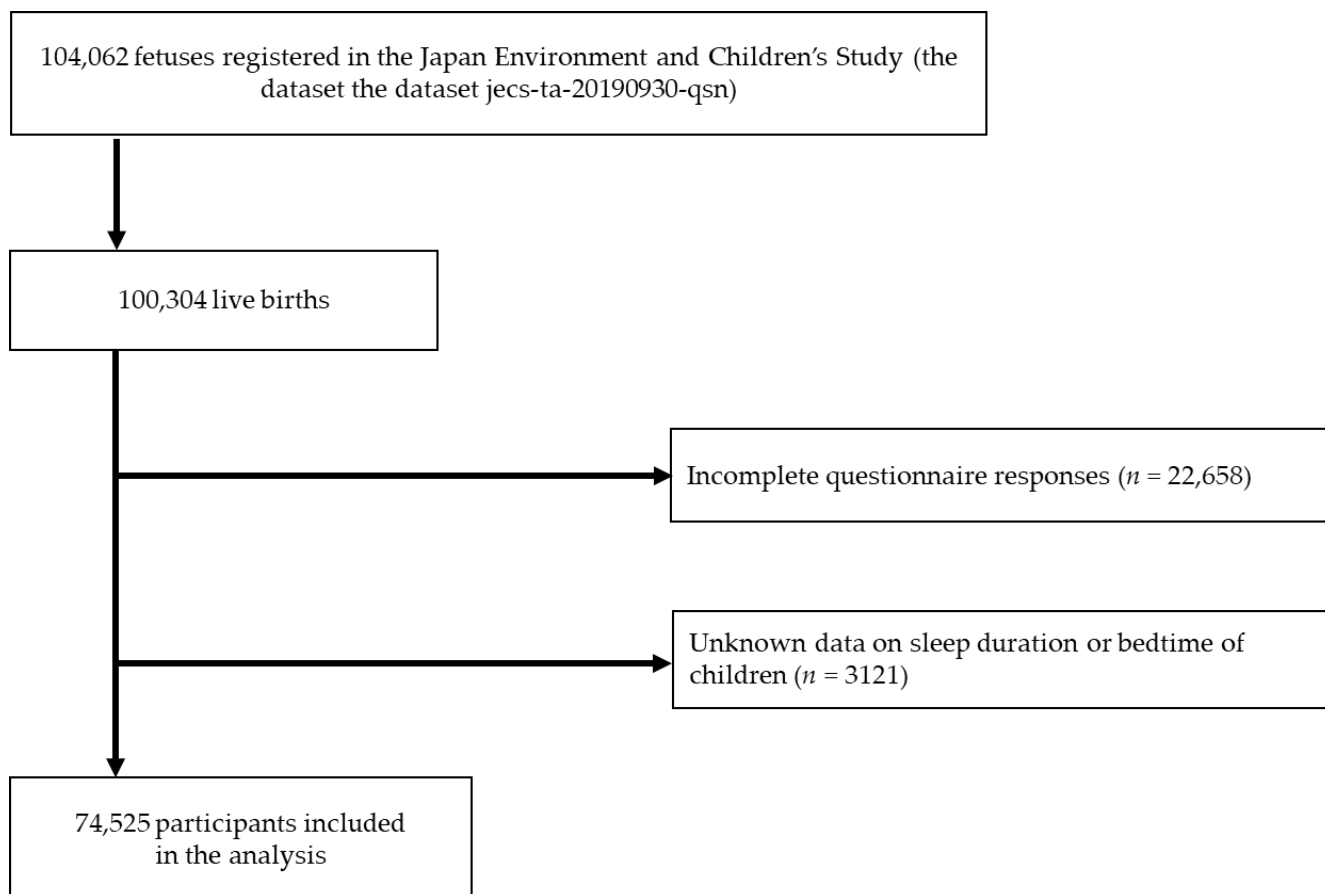 104,062 fetuses registered in the Japan Environment and Children’s Study (the
dataset the dataset jecs-ta-20190930-qsn)
100,304 live births
Incomplete questionnaire responses (n = 22,658)
Unknown data on sleep duration or bedtime of
children (n = 3121)
74,525 participants included
in the analysis